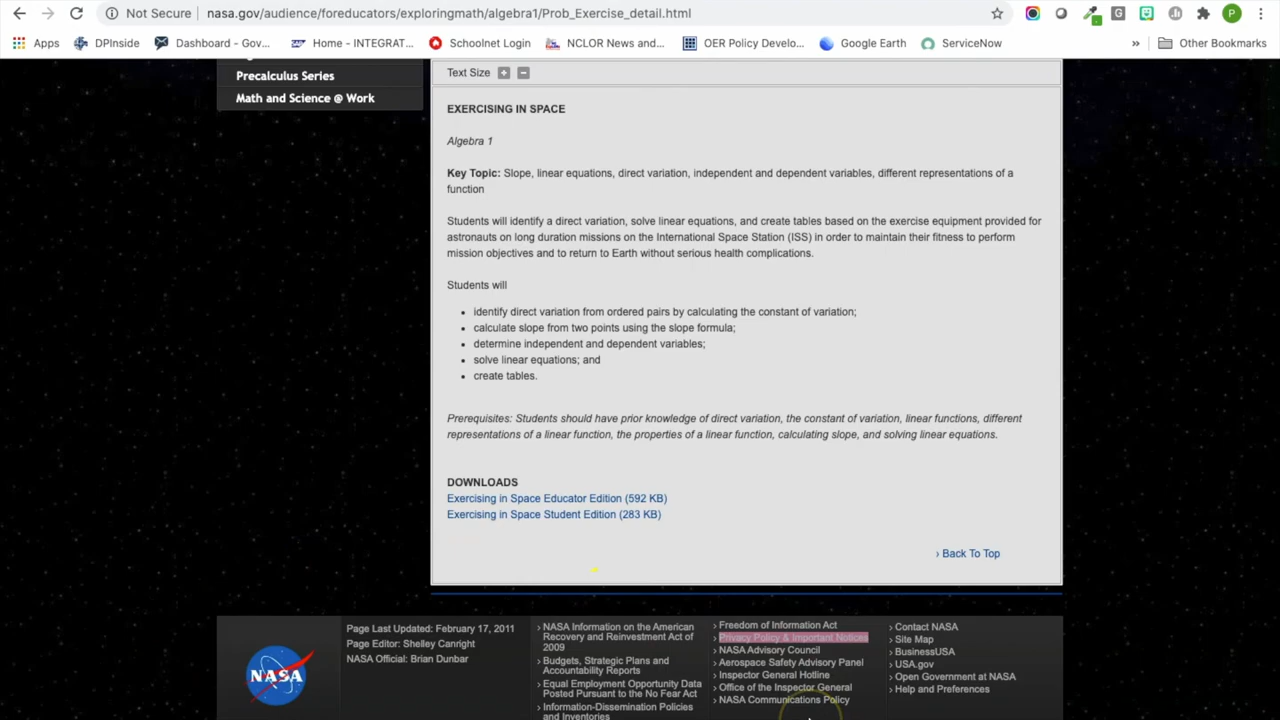 Not Secure nasa.gov/audience/foreducators/exploringmath/algebra1/Prob_Exercise_detail.html
Apps DPInside Dashboard - Gov... Home - INTEGRAT... Schoolnet Login NCLOR News and... OER Policy Develo... Google Earth ServiceNow » Other Bookmarks
Precalculus Series
Math and Science @ Work
Text Size + −
EXERCISING IN SPACE
Algebra 1
Key Topic: Slope, linear equations, direct variation, independent and dependent variables, different representations of a
function
Students will identify a direct variation, solve linear equations, and create tables based on the exercise equipment provided for
astronauts on long duration missions on the International Space Station (ISS) in order to maintain their fitness to perform
mission objectives and to return to Earth without serious health complications.
Students will
• identify direct variation from ordered pairs by calculating the constant of variation;
• calculate slope from two points using the slope formula;
• determine independent and dependent variables;
• solve linear equations; and
• create tables.
Prerequisites: Students should have prior knowledge of direct variation, the constant of variation, linear functions, different
representations of a linear function, the properties of a linear function, calculating slope, and solving linear equations.
DOWNLOADS
Exercising in Space Educator Edition (592 KB)
Exercising in Space Student Edition (283 KB)
› Back To Top
NASA
Page Last Updated: February 17, 2011
Page Editor: Shelley Canright
NASA Official: Brian Dunbar
› NASA Information on the American
Recovery and Reinvestment Act of
2009
› Budgets, Strategic Plans and
Accountability Reports
› Equal Employment Opportunity Data
Posted Pursuant to the No Fear Act
› Information-Dissemination Policies
and Inventories
› Freedom of Information Act
› Privacy Policy & Important Notices
› NASA Advisory Council
› Aerospace Safety Advisory Panel
› Inspector General Hotline
› Office of the Inspector General
› NASA Communications Policy
› Contact NASA
› Site Map
› BusinessUSA
› USA.gov
› Open Government at NASA
› Help and Preferences